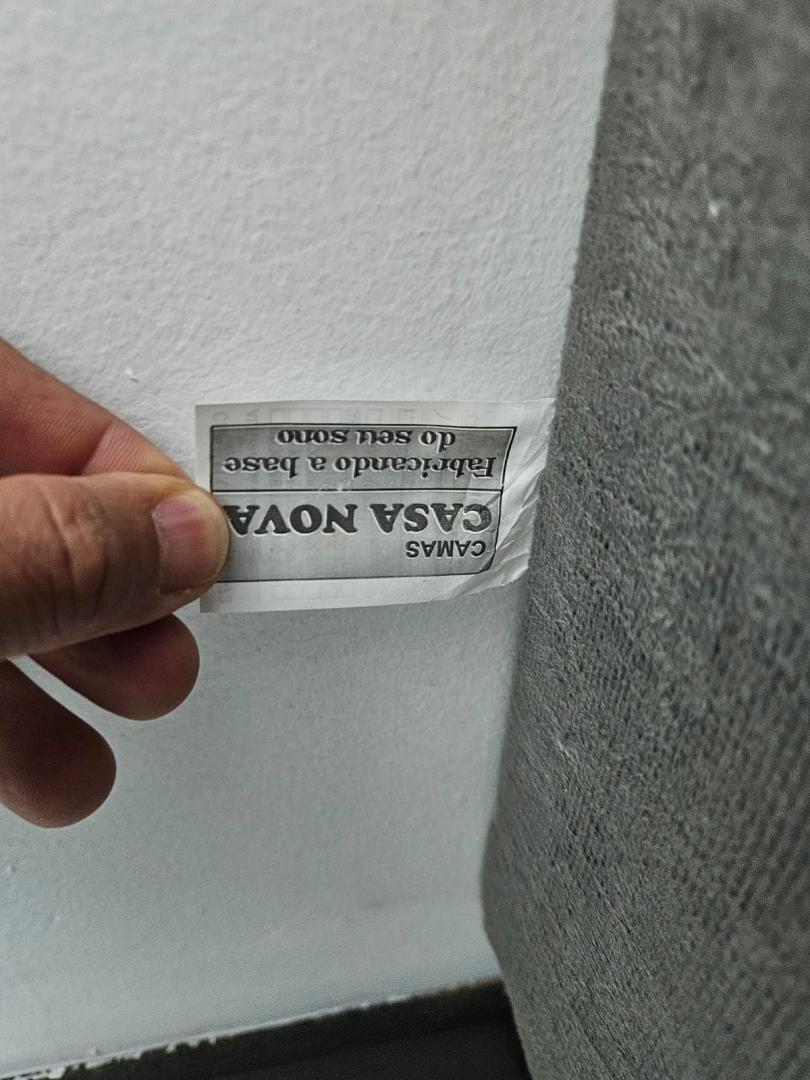 CAMAS
CASA NOVA
Fabricando a base
do seu sono